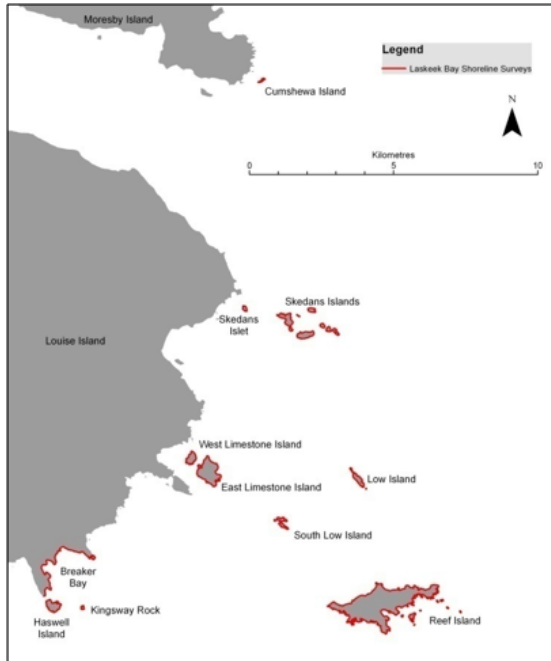 Moresby Island
Legend
Laskeek Bay Shoreline Surveys
Cumshewa Island
N
Kilometres
0 5 10
Skedans Islands
Skedans
Islet
Louise Island
West Limestone Island
East Limestone Island
Low Island
South Low Island
Breaker
Bay
Kingsway Rock
Haswell
Island
Reef Island